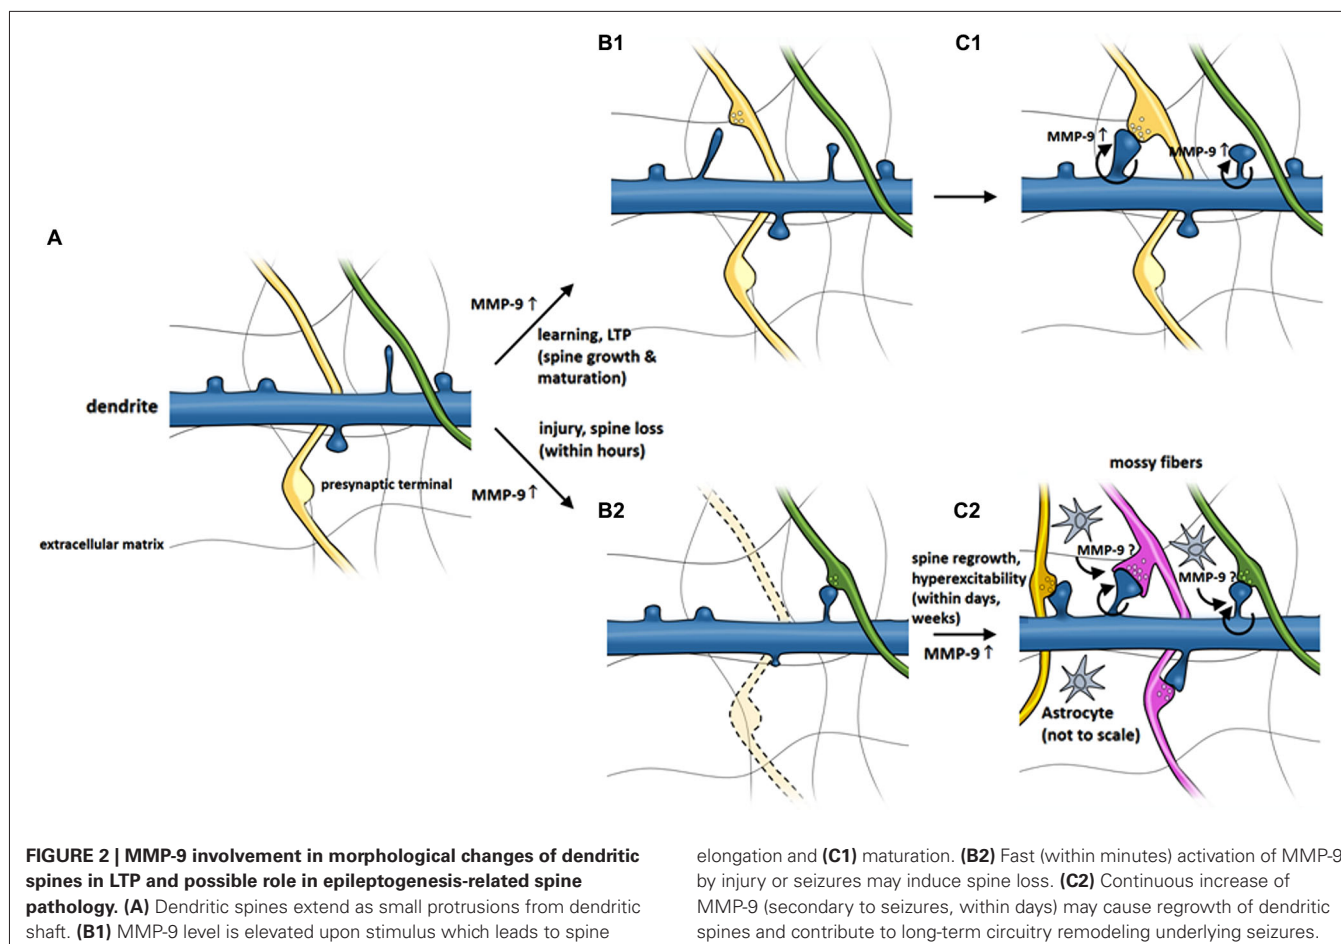 B1
C1
MMP-9 ↑
MMP-9 ↑
A
MMP-9 ↑
learning, LTP
(spine growth &
maturation)
dendrite
injury, spine loss
(within hours)
presynaptic terminal
MMP-9 ↑
extracellular matrix
mossy fibers
B2
C2
spine regrowth,
hyperexcitability
(within days,
weeks)
MMP-9 ↑
MMP-9 ?
MMP-9 ?
Astrocyte
(not to scale)
FIGURE 2 | MMP-9 involvement in morphological changes of dendritic
spines in LTP and possible role in epileptogenesis-related spine
pathology. (A) Dendritic spines extend as small protrusions from dendritic
shaft. (B1) MMP-9 level is elevated upon stimulus which leads to spine
elongation and (C1) maturation. (B2) Fast (within minutes) activation of MMP-9
by injury or seizures may induce spine loss. (C2) Continuous increase of
MMP-9 (secondary to seizures, within days) may cause regrowth of dendritic
spines and contribute to long-term circuitry remodeling underlying seizures.